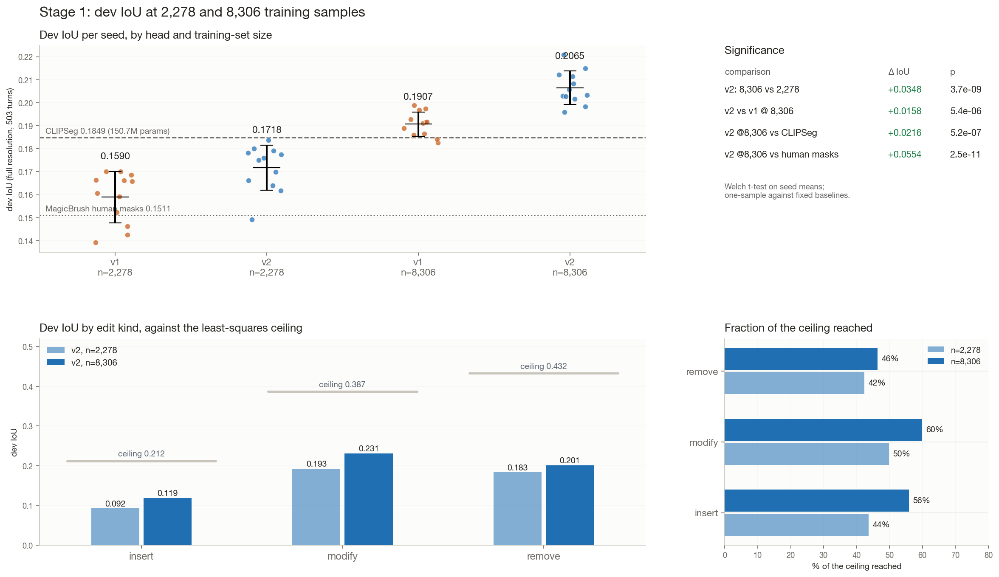 Stage 1: dev IoU at 2,278 and 8,306 training samples
Dev IoU per seed, by head and training-set size
dev IoU (full resolution, 503 turns)
0.22
0.21
0.20
0.19
0.18
0.17
0.16
0.15
0.14
CLIPSeg 0.1849 (150.7M params)
MagicBrush human masks 0.1511
0.1590
0.1718
0.1907
0.2065
v1
n=2,278
v2
n=2,278
v1
n=8,306
v2
n=8,306
Significance
comparison Δ IoU p
v2: 8,306 vs 2,278 +0.0348 3.7e-09
v2 vs v1 @ 8,306 +0.0158 5.4e-06
v2 @8,306 vs CLIPSeg +0.0216 5.2e-07
v2 @8,306 vs human masks +0.0554 2.5e-11
Welch t-test on seed means;
one-sample against fixed baselines.
Dev IoU by edit kind, against the least-squares ceiling
dev IoU
0.5
0.4
0.3
0.2
0.1
0.0
v2, n=2,278
v2, n=8,306
ceiling 0.212
ceiling 0.387
ceiling 0.432
0.092
0.119
0.193
0.231
0.183
0.201
insert
modify
remove
Fraction of the ceiling reached
n=2,278
n=8,306
remove
46%
42%
modify
60%
50%
insert
56%
44%
0 10 20 30 40 50 60 70 80
% of the ceiling reached